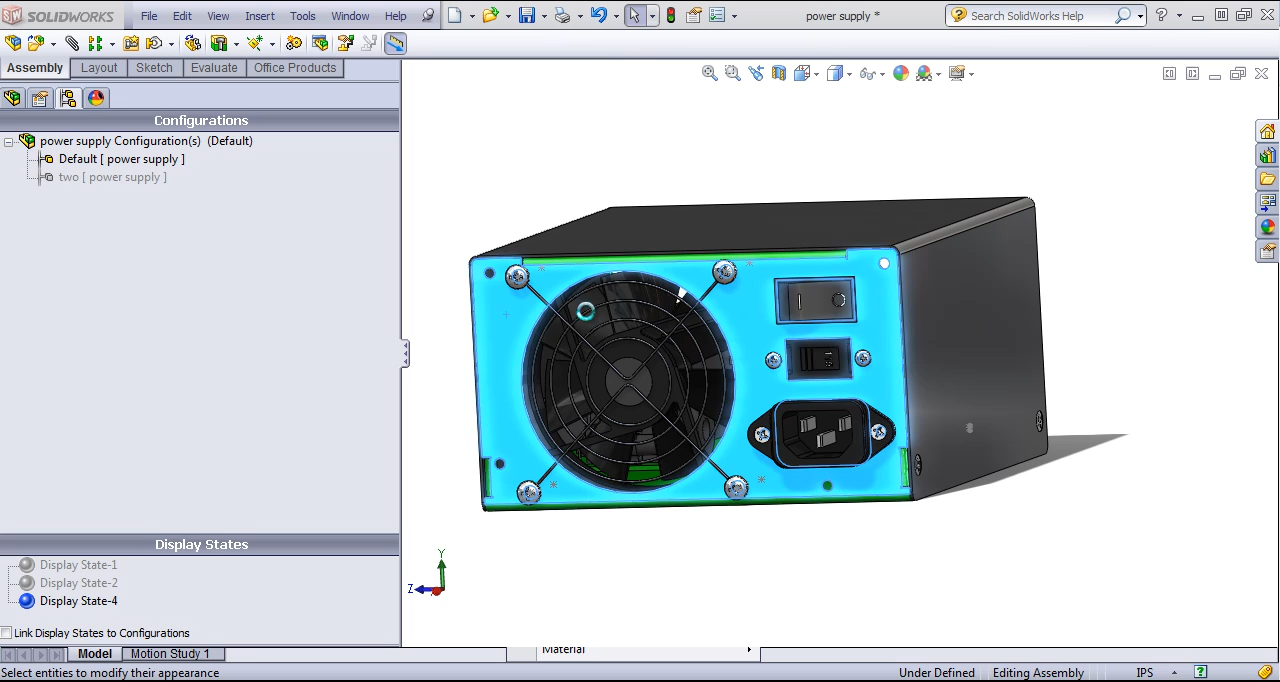 SW SOLIDWORKS File Edit View Insert Tools Window Help power supply * Search SolidWorks Help
Assembly Layout Sketch Evaluate Office Products
Configurations
power supply Configuration(s) (Default)
Default [ power supply ]
two [ power supply ]
Display States
Display State-1
Display State-2
Display State-4
Link Display States to Configurations
Y
Z
Model Motion Study 1
Material
Select entities to modify their appearance Under Defined Editing Assembly IPS